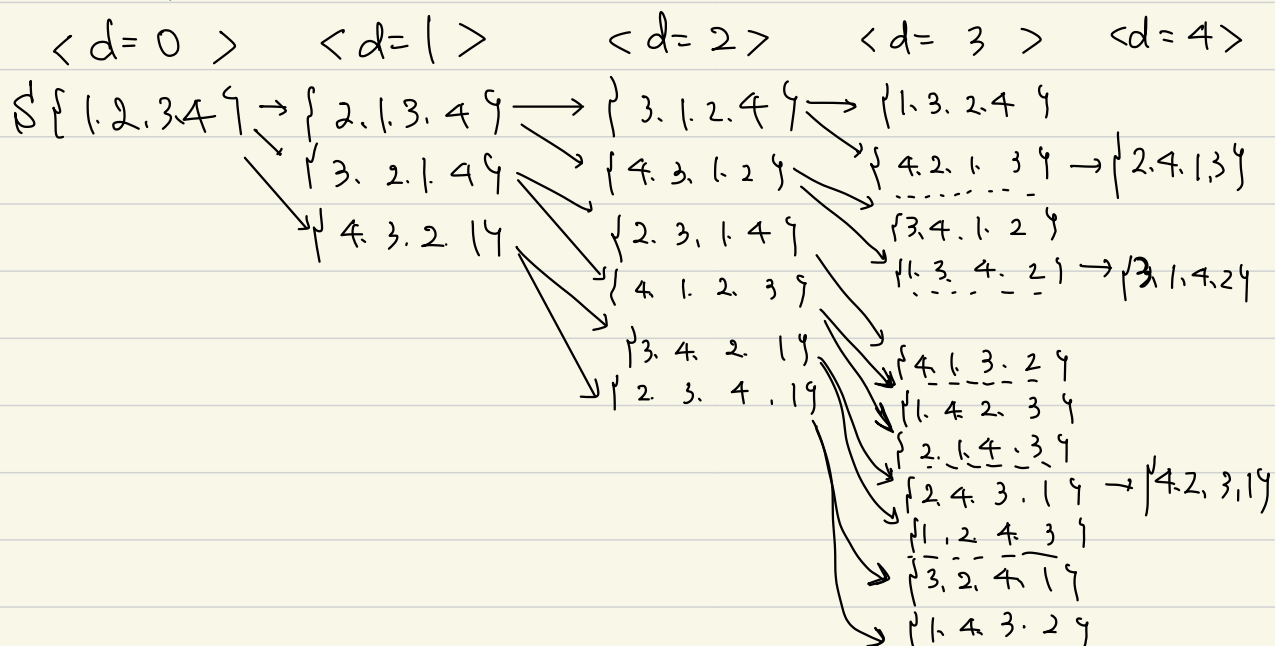 < d = 0 > < d = 1 > < d = 2 > < d = 3 > < d = 4 >
S { 1. 2. 3. 4 } → { 2. 1. 3. 4 } → { 3. 1. 2. 4 } → { 1. 3. 2. 4 }
{ 3. 2. 1. 4 } { 4. 3. 1. 2 } { 4. 2. 1. 3 } → { 2. 4. 1, 3 }
{ 4. 3. 2. 1 } { 2. 3, 1. 4 } { 3, 4. 1. 2 }
{ 4. 1. 2. 3 } { 1. 3. 4. 2 } → { 3, 1, 4, 2 }
{ 3. 4. 2. 1 } { 4. 1. 3. 2 }
{ 2. 3. 4 , 1 } { 1. 4. 2. 3 }
{ 2. 1. 4. 3 }
{ 2. 4. 3. 1 } → { 4. 2, 3, 1 }
{ 1, 2. 4. 3 }
{ 3, 2. 4, 1 }
{ 1. 4. 3. 2 }